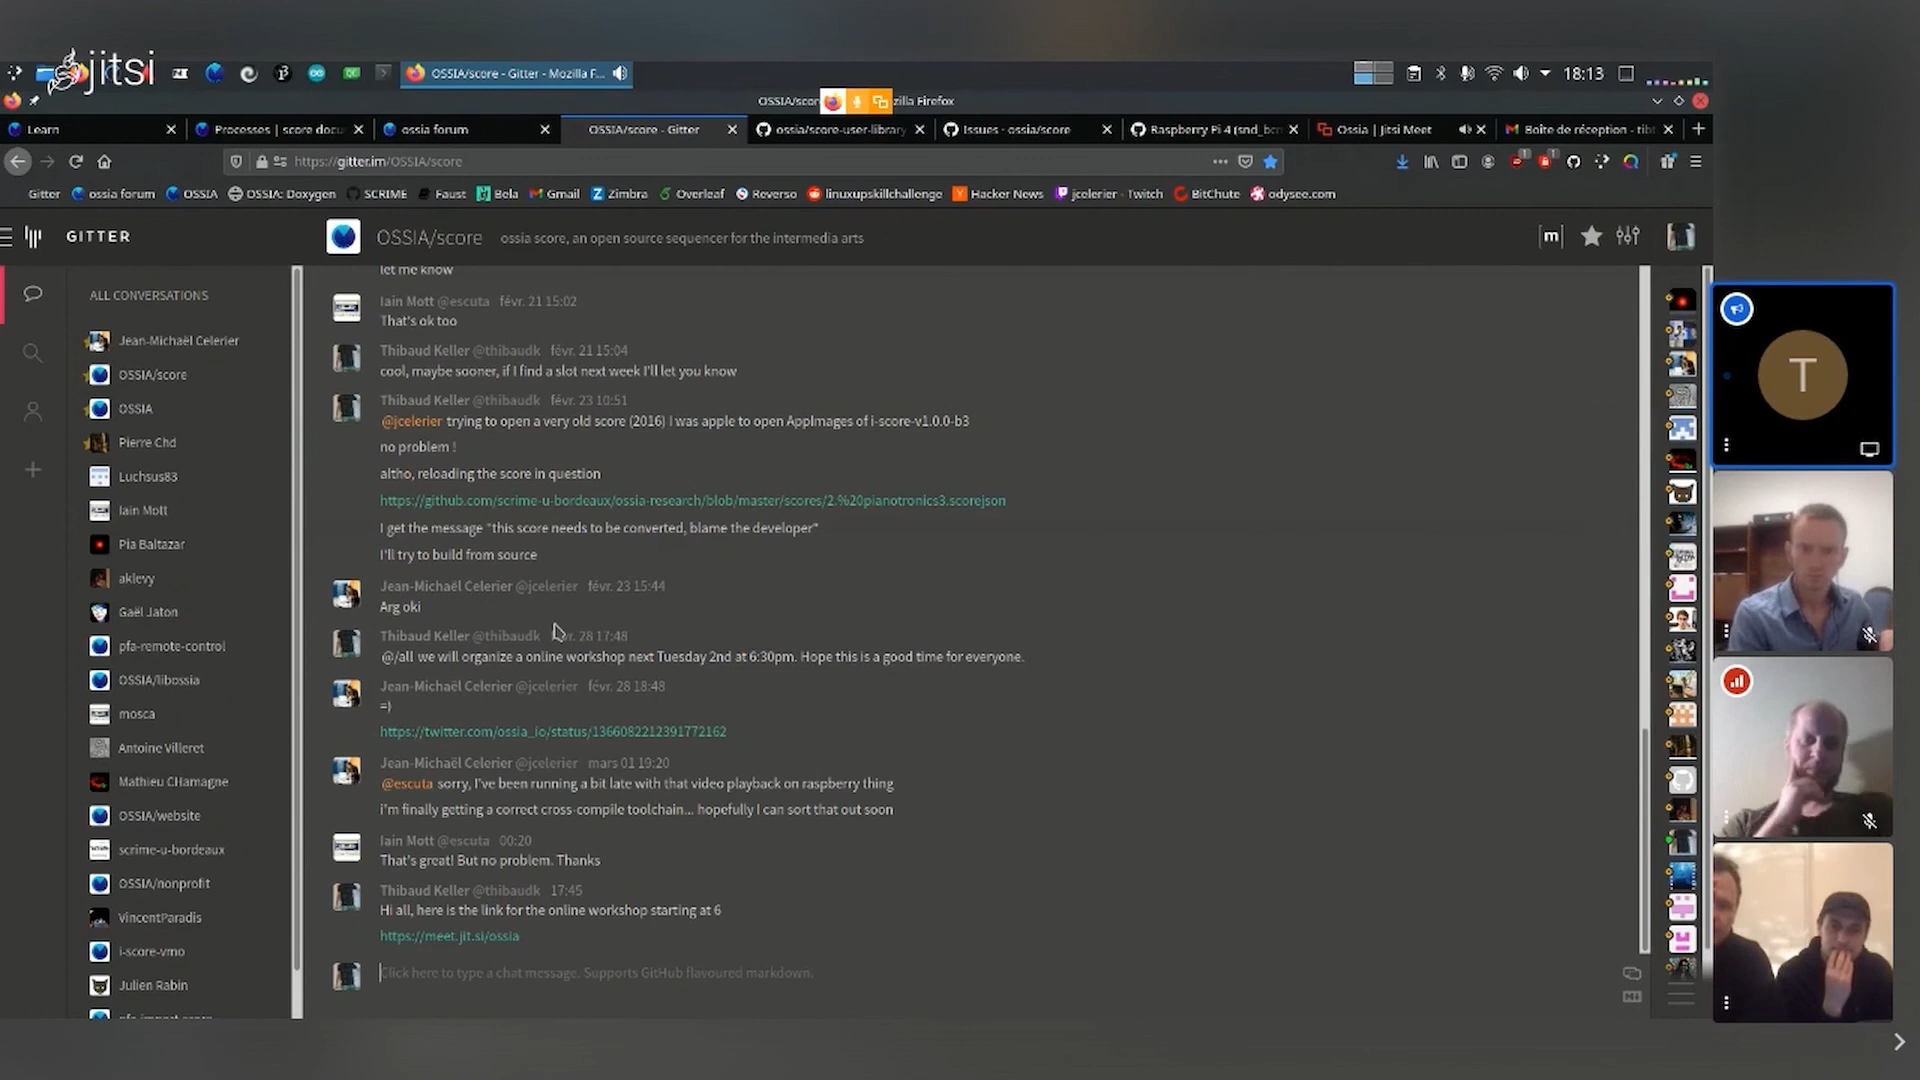 jitsi
OSSIA/score - Gitter - Mozilla F...
18:13
OSSIA/scor
zilla Firefox
Learn
Processes | score docu
ossia forum
OSSIA/score - Gitter
ossia/score-user-library
Issues · ossia/score
Raspberry Pi 4 (snd_bcm
Ossia | Jitsi Meet
Boîte de réception - tibt
https://gitter.im/OSSIA/score
Gitter
ossia forum
OSSIA
OSSIA: Doxygen
SCRIME
Faust
Bela
Gmail
Zimbra
Overleaf
Reverso
linuxupskillchallenge
Hacker News
jcelerier - Twitch
BitChute
odysee.com
GITTER
OSSIA/score
ossia score, an open source sequencer for the intermedia arts
[m]
ALL CONVERSATIONS
Jean-Michaël Celerier
OSSIA/score
OSSIA
Pierre Chd
Luchsus83
Iain Mott
Pia Baltazar
aklevy
Gaël Jaton
pfa-remote-control
OSSIA/libossia
mosca
Antoine Villeret
Mathieu CHamagne
OSSIA/website
scrime-u-bordeaux
OSSIA/nonprofit
VincentParadis
i-score-vmo
Julien Rabin
let me know
Iain Mott @escuta févr. 21 15:02
That's ok too
Thibaud Keller @thibaudk févr. 21 15:04
cool, maybe sooner, if I find a slot next week I'll let you know
Thibaud Keller @thibaudk févr. 23 10:51
@jcelerier trying to open a very old score (2016) I was apple to open AppImages of i-score-v1.0.0-b3
no problem !
altho, reloading the score in question
https://github.com/scrime-u-bordeaux/ossia-research/blob/master/scores/2.%20pianotronics3.scorejson
I get the message "this score needs to be converted, blame the developer"
I'll try to build from source
Jean-Michaël Celerier @jcelerier févr. 23 15:44
Arg oki
Thibaud Keller @thibaudk 28 17:48
@/all we will organize a online workshop next Tuesday 2nd at 6:30pm. Hope this is a good time for everyone.
Jean-Michaël Celerier @jcelerier févr. 28 18:48
=)
https://twitter.com/ossia_io/status/1366082212391772162
Jean-Michaël Celerier @jcelerier mars 01 19:20
@escuta sorry, I've been running a bit late with that video playback on raspberry thing
i'm finally getting a correct cross-compile toolchain... hopefully I can sort that out soon
Iain Mott @escuta 00:20
That's great! But no problem. Thanks
Thibaud Keller @thibaudk 17:45
Hi all, here is the link for the online workshop starting at 6
https://meet.jit.si/ossia
Click here to type a chat message. Supports GitHub flavoured markdown.
T